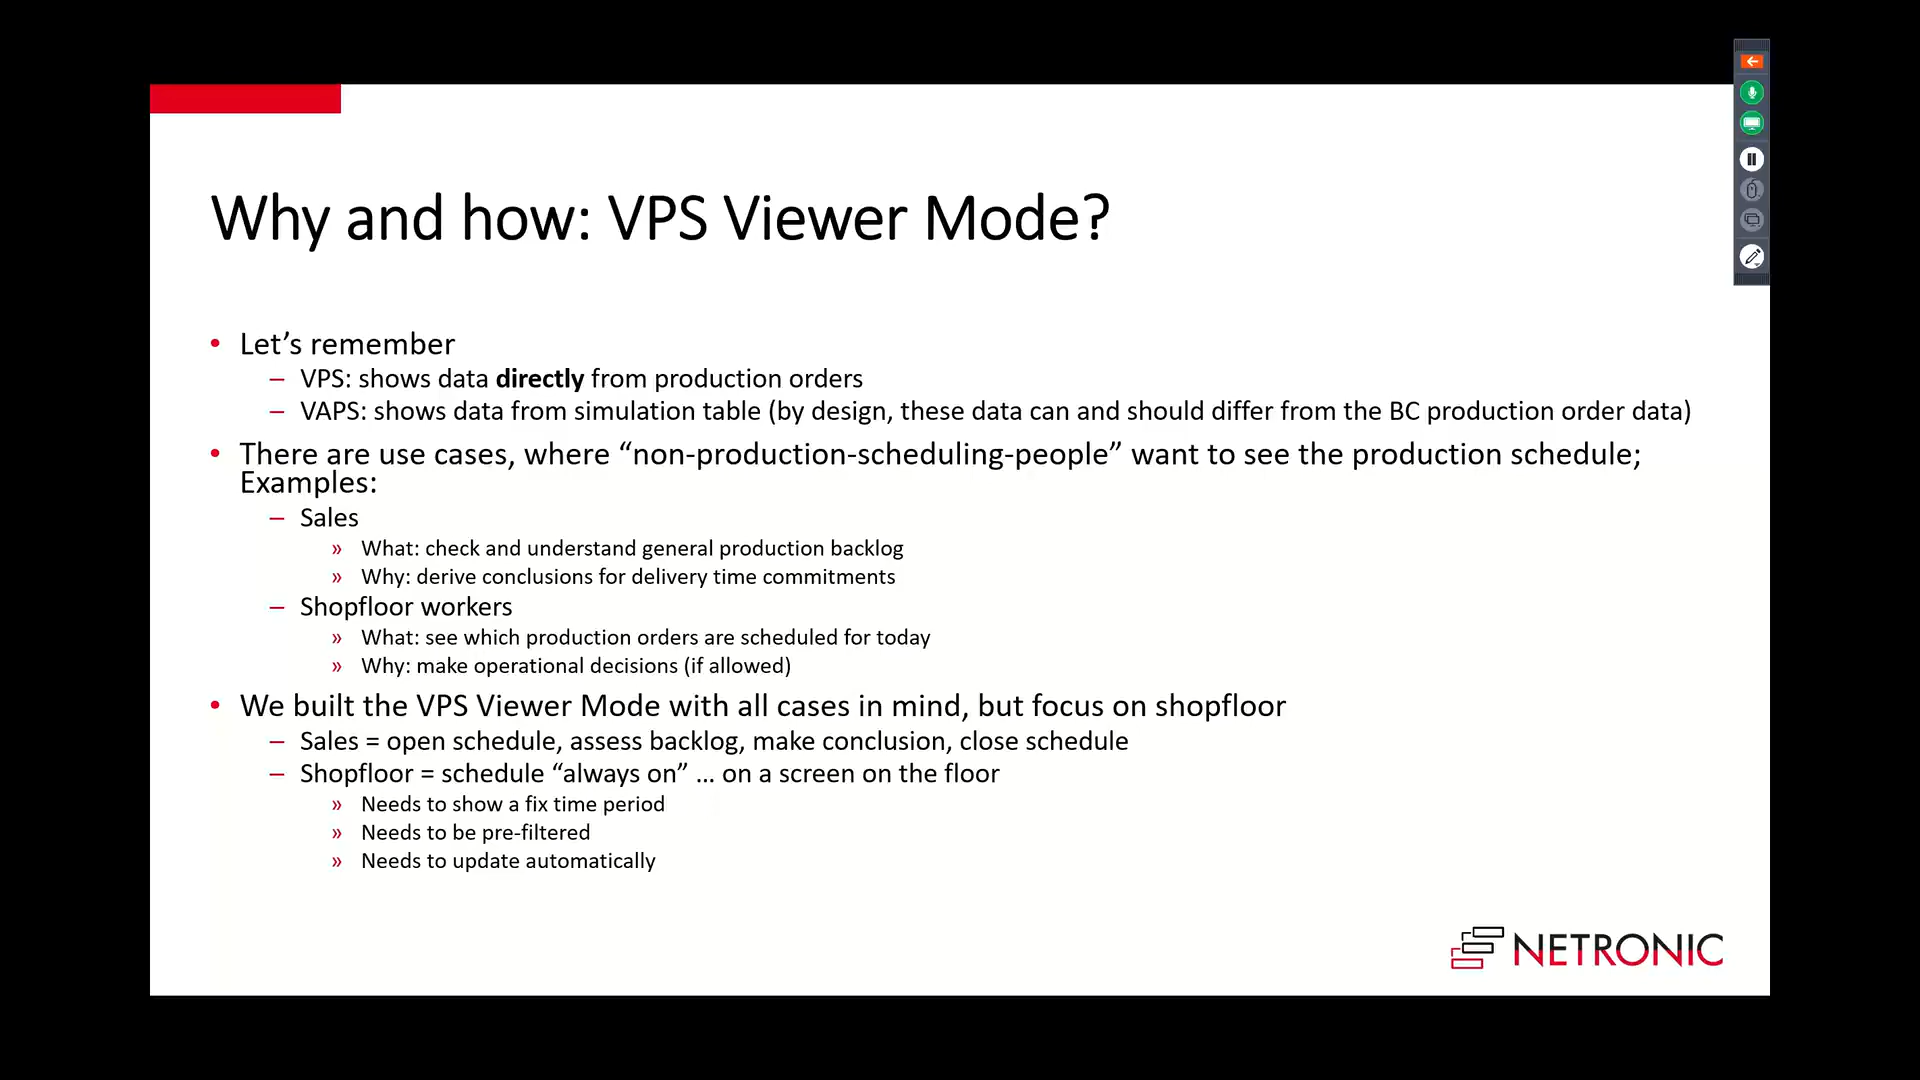 Why and how: VPS Viewer Mode?
• Let’s remember
– VPS: shows data directly from production orders
– VAPS: shows data from simulation table (by design, these data can and should differ from the BC production order data)
• There are use cases, where “non-production-scheduling-people” want to see the production schedule;
Examples:
– Sales
» What: check and understand general production backlog
» Why: derive conclusions for delivery time commitments
– Shopfloor workers
» What: see which production orders are scheduled for today
» Why: make operational decisions (if allowed)
• We built the VPS Viewer Mode with all cases in mind, but focus on shopfloor
– Sales = open schedule, assess backlog, make conclusion, close schedule
– Shopfloor = schedule “always on” … on a screen on the floor
» Needs to show a fix time period
» Needs to be pre-filtered
» Needs to update automatically
NETRONIC